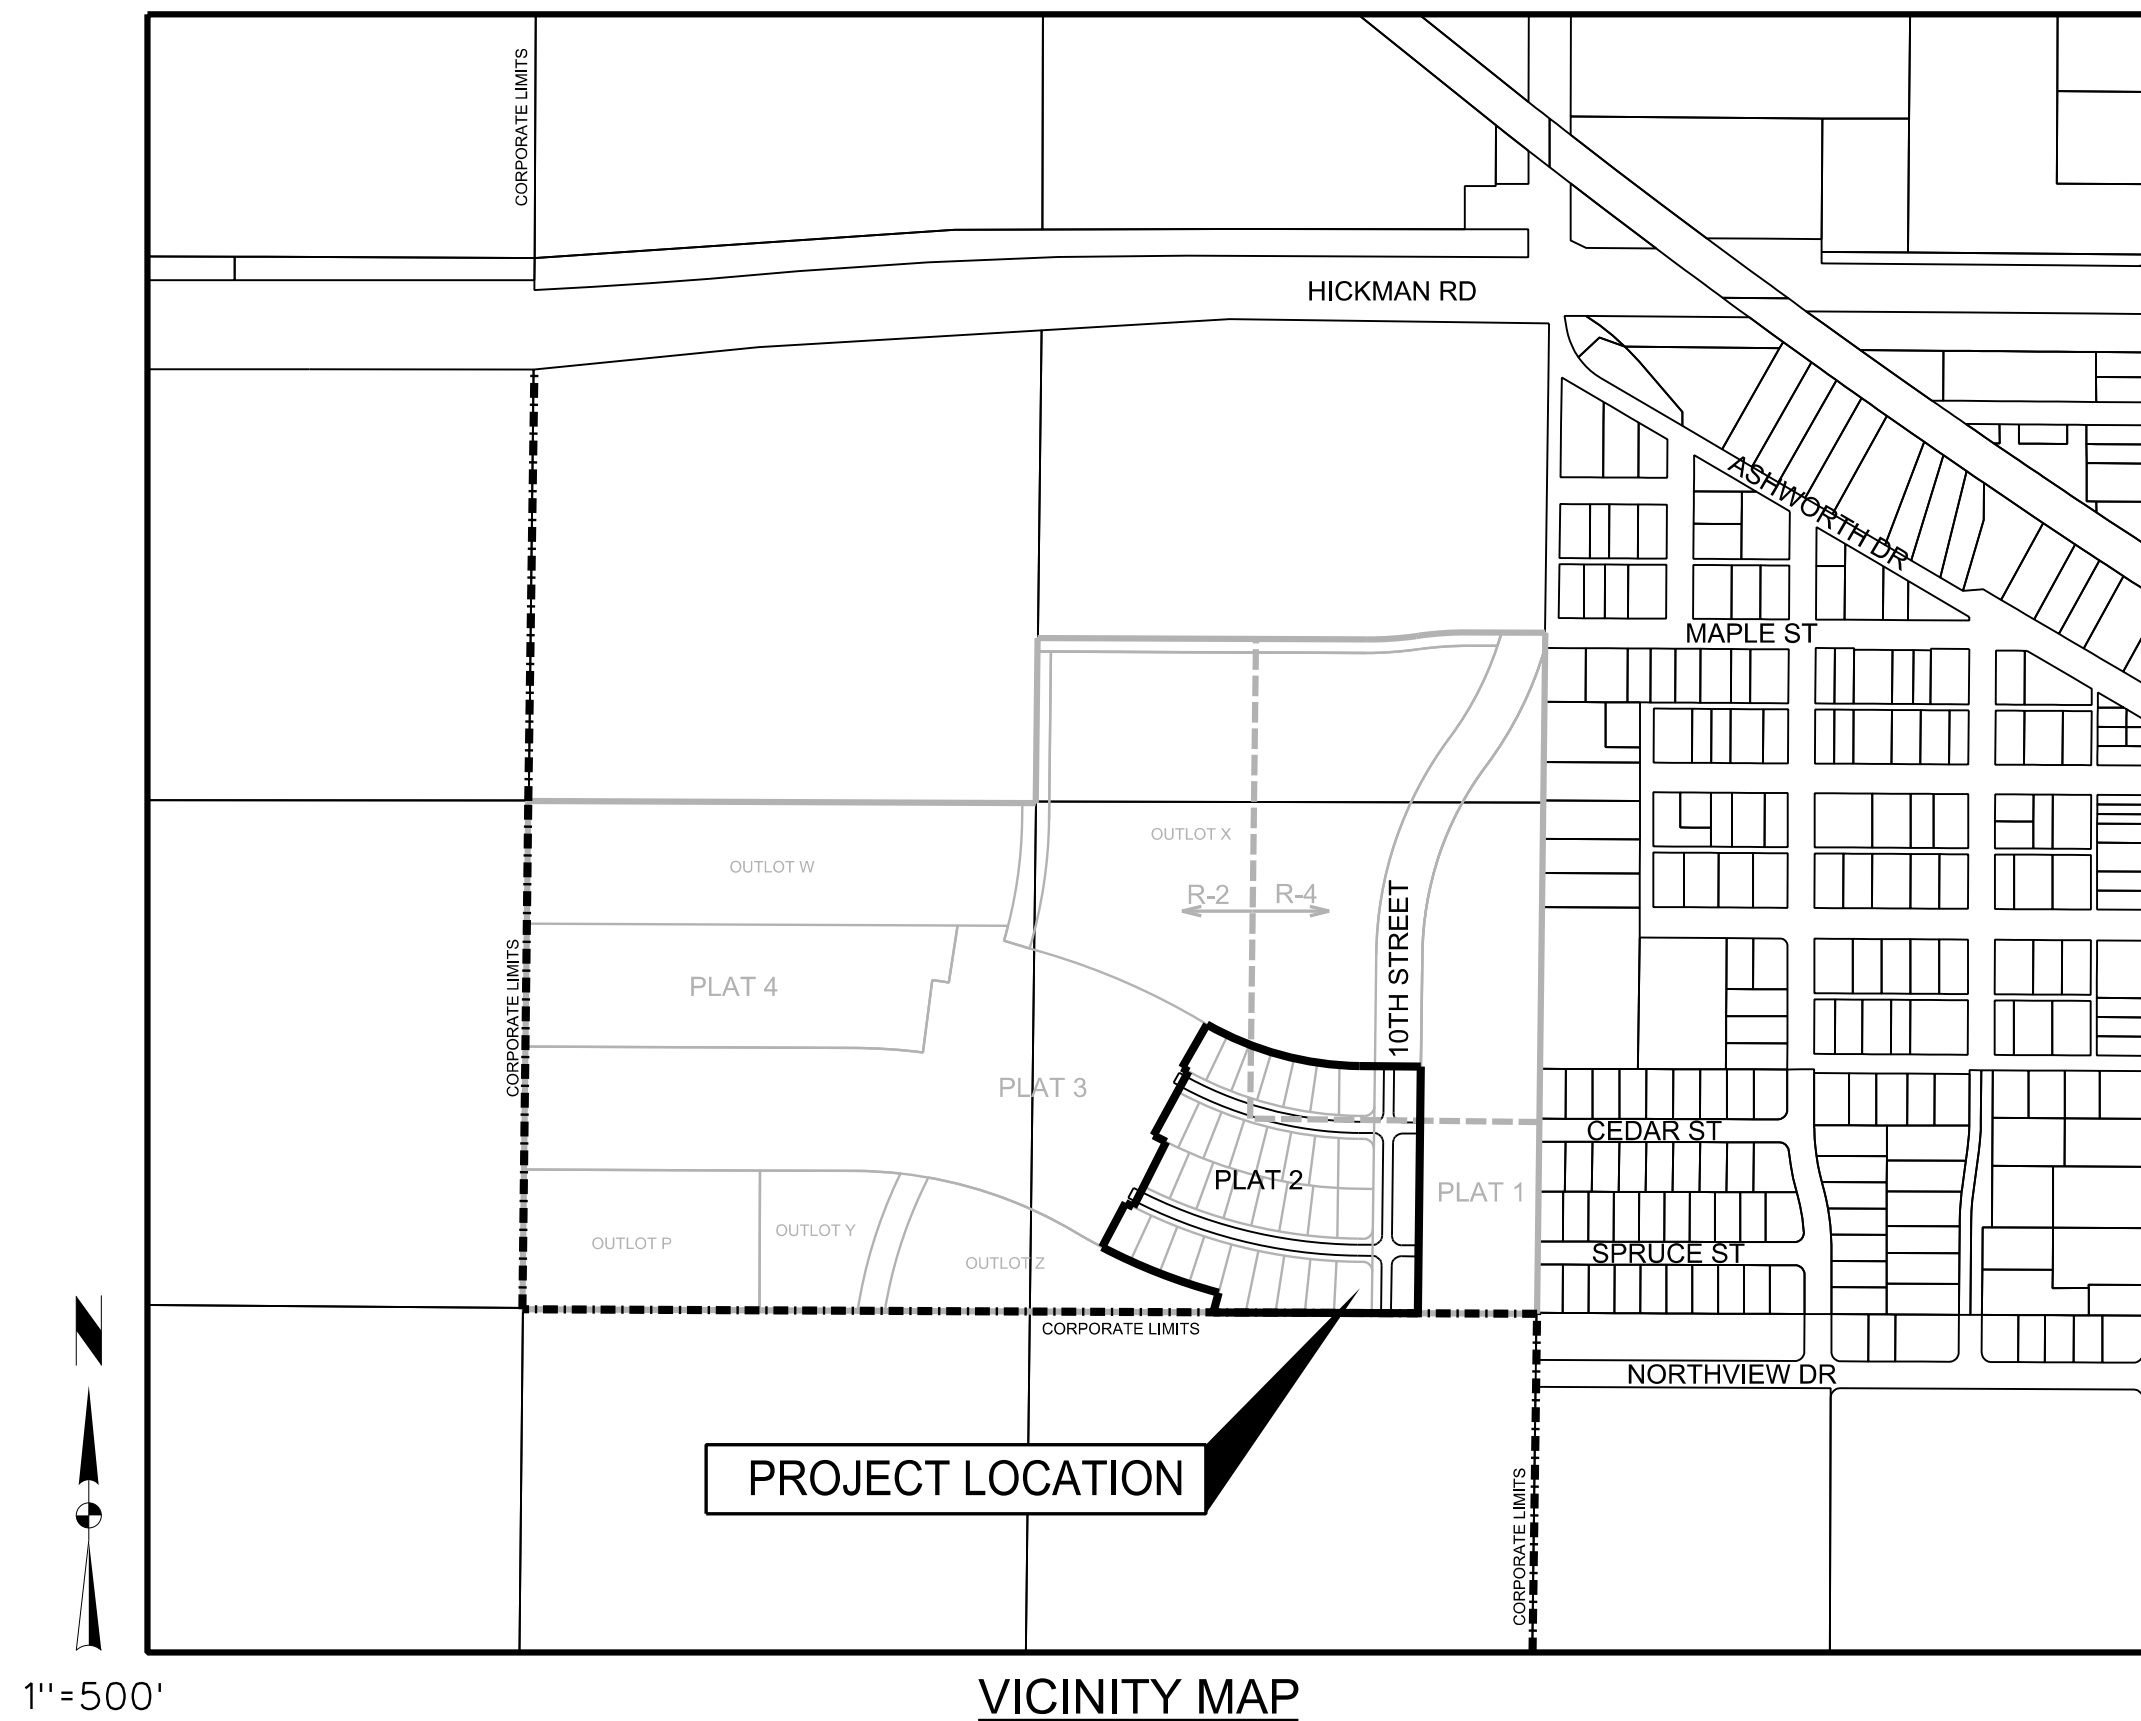 CORPORATE LIMITS
HICKMAN RD
ASHWORTH DR
MAPLE ST
OUTLOT X
OUTLOT W
R-2
R-4
10TH STREET
CORPORATE LIMITS
PLAT 4
PLAT 3
CEDAR ST
PLAT 2
PLAT 1
OUTLOT P
OUTLOT Y
OUTLOT Z
SPRUCE ST
CORPORATE LIMITS
NORTHVIEW DR
N
PROJECT LOCATION
CORPORATE LIMITS
1"=500'
VICINITY MAP